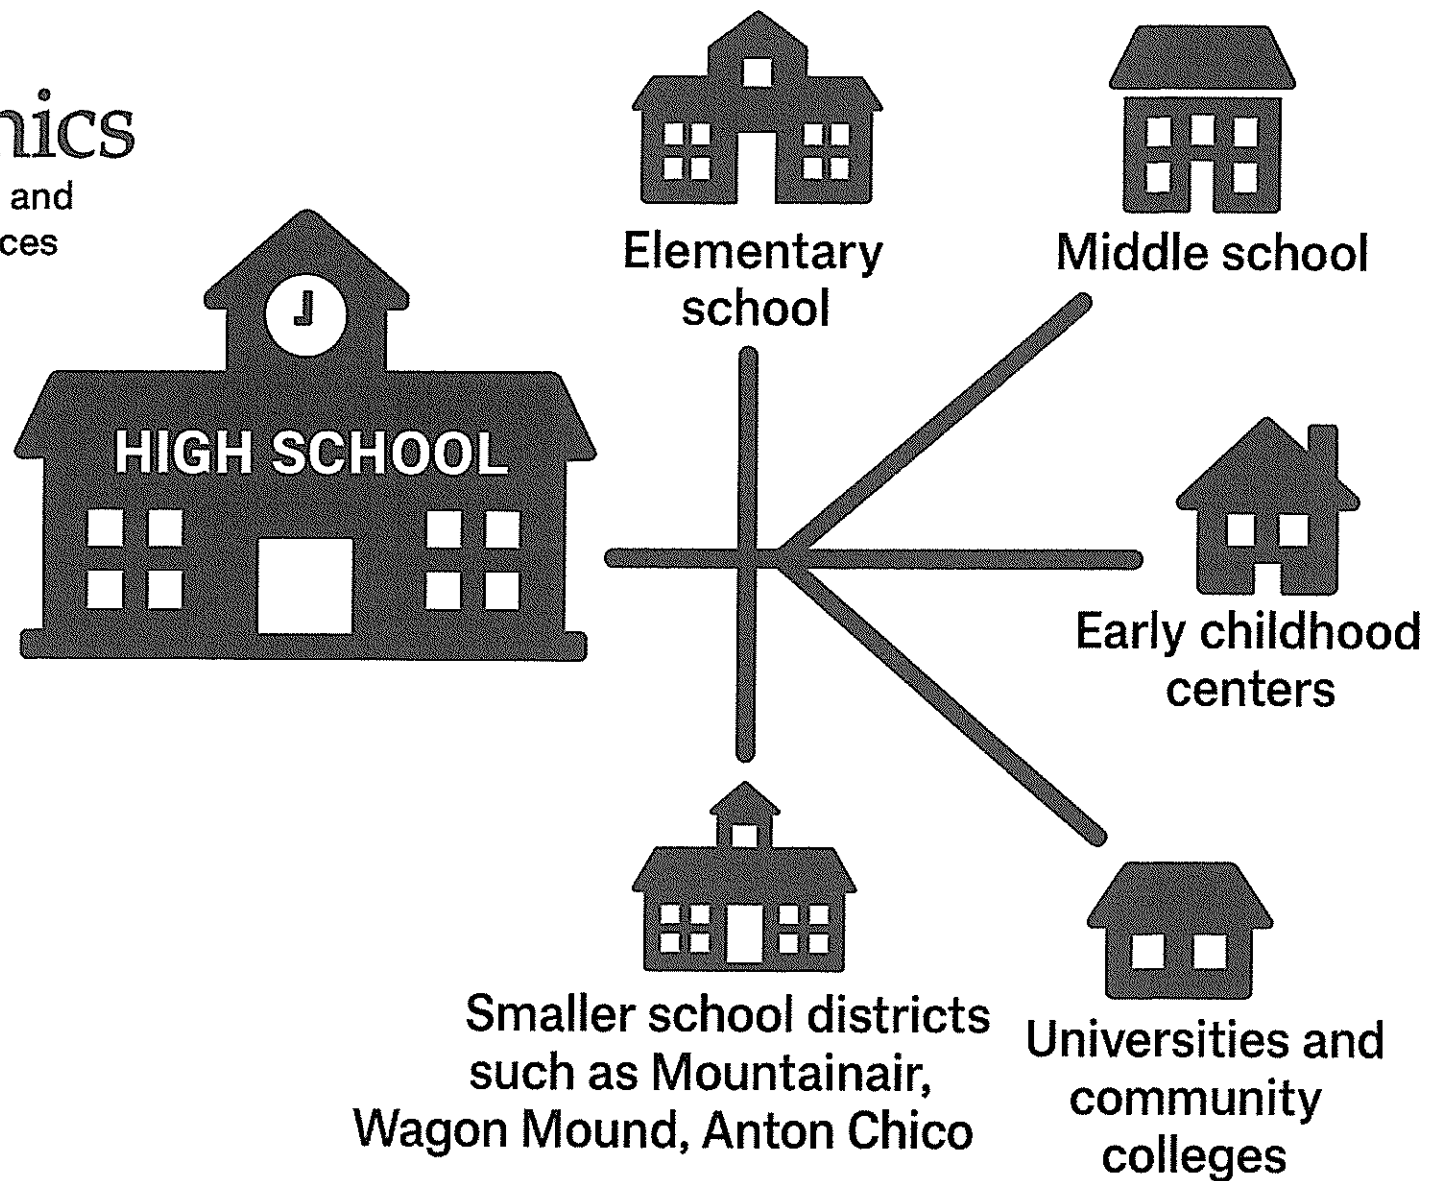 nics
and
ces
HIGH SCHOOL
Elementary
school
Middle school
Early childhood
centers
Smaller school districts
such as Mountainair,
Wagon Mound, Anton Chico
Universities and
community
colleges